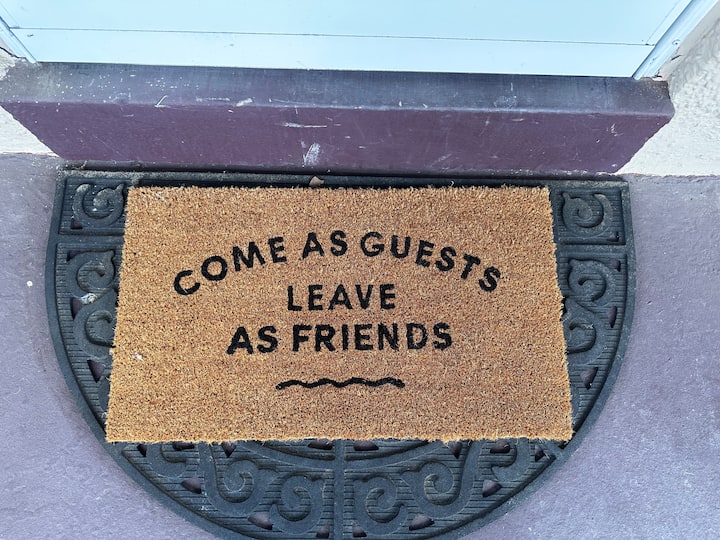 COME AS GUESTS
LEAVE
AS FRIENDS